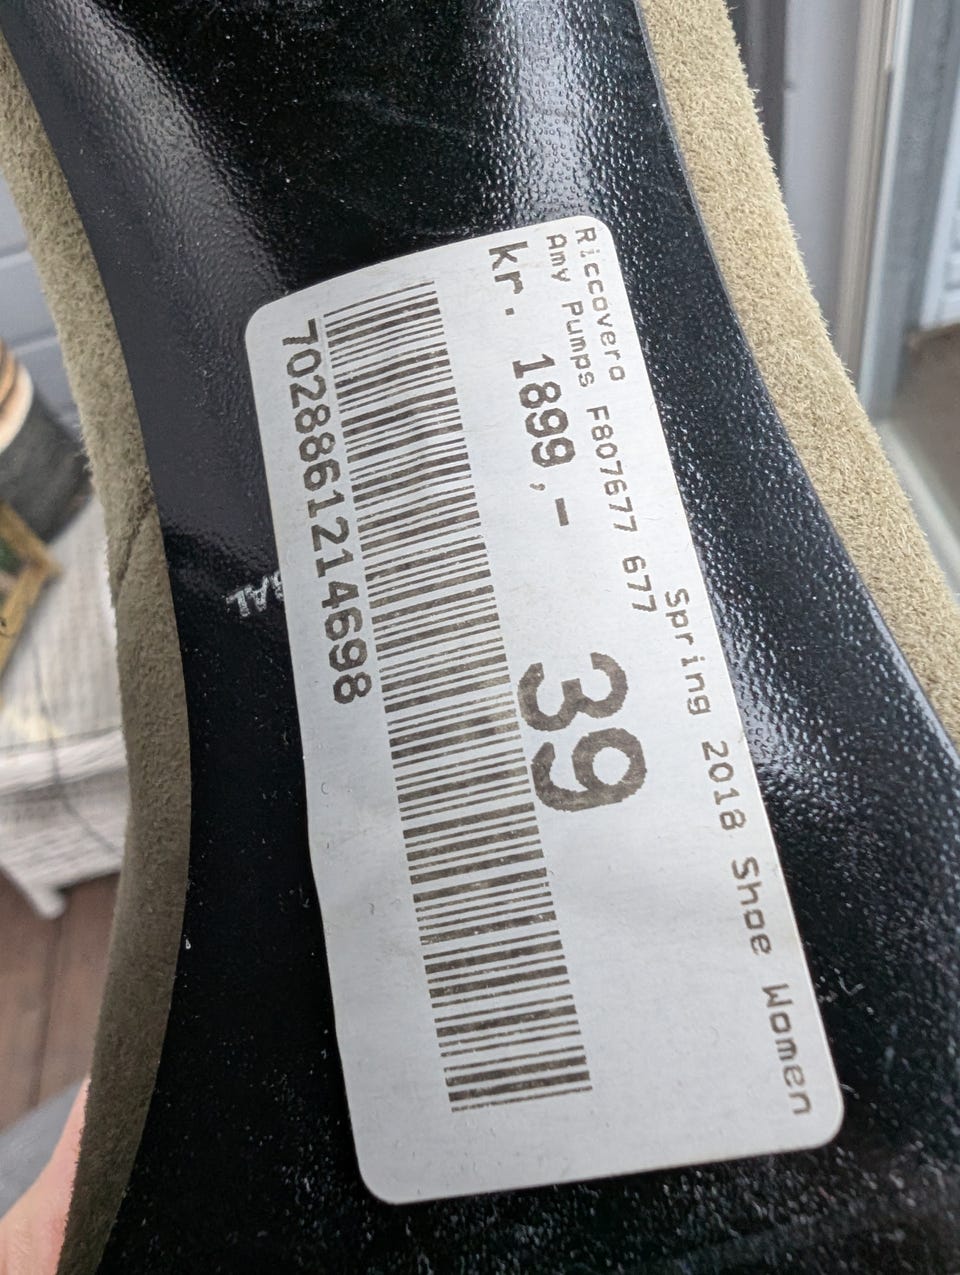 Riccovero
Spring 2018 Shoe Women
Amy Pumps F807677 677
kr. 1899,-
39
7028861214698